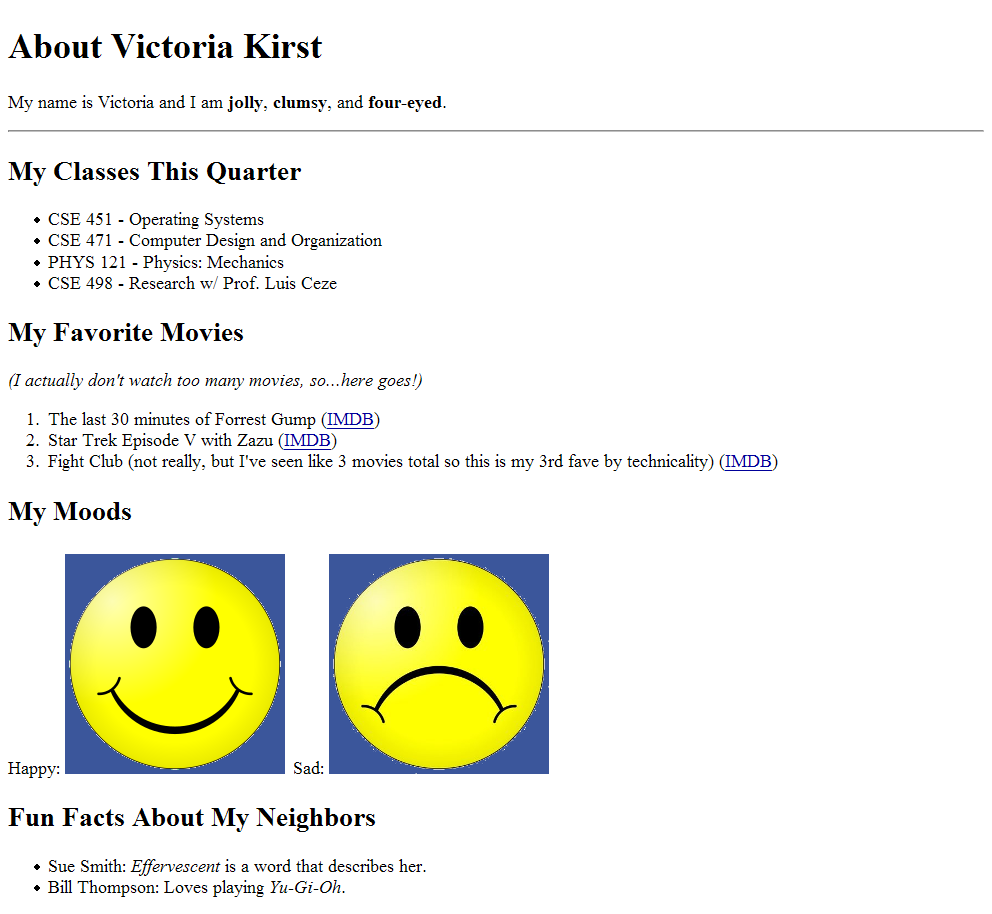 About Victoria Kirst
My name is Victoria and I am jolly, clumsy, and four-eyed.
My Classes This Quarter
• CSE 451 - Operating Systems
• CSE 471 - Computer Design and Organization
• PHYS 121 - Physics: Mechanics
• CSE 498 - Research w/ Prof. Luis Ceze
My Favorite Movies
(I actually don't watch too many movies, so...here goes!)
1. The last 30 minutes of Forrest Gump (IMDB)
2. Star Trek Episode V with Zazu (IMDB)
3. Fight Club (not really, but I've seen like 3 movies total so this is my 3rd fave by technicality) (IMDB)
My Moods
Happy: Sad:
Fun Facts About My Neighbors
• Sue Smith: Effervescent is a word that describes her.
• Bill Thompson: Loves playing Yu-Gi-Oh.